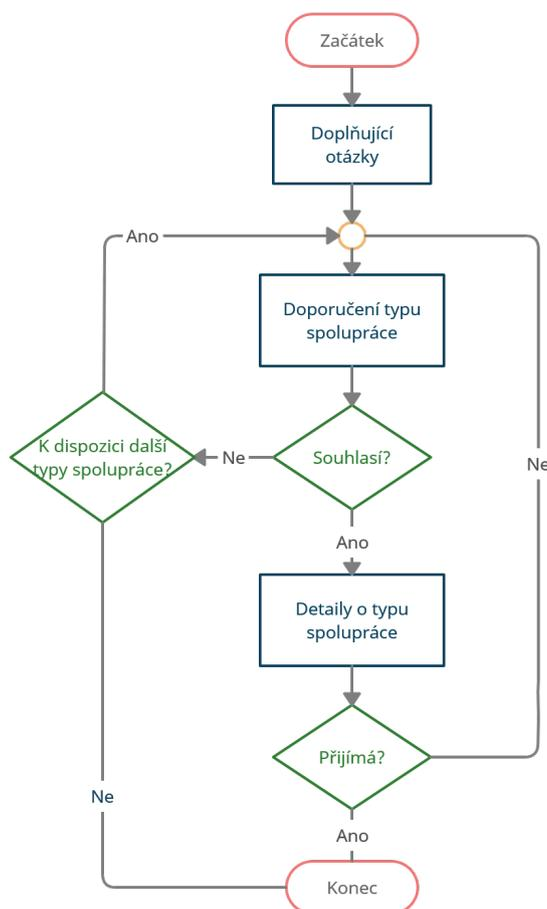 Začátek
Doplňující
otázky
Ano
Doporučení typu
spolupráce
K dispozici další
typy spolupráce?
Ne
Souhlasí?
Ne
Ano
Detaily o typu
spolupráce
Přijímá?
Ne
Ano
Konec